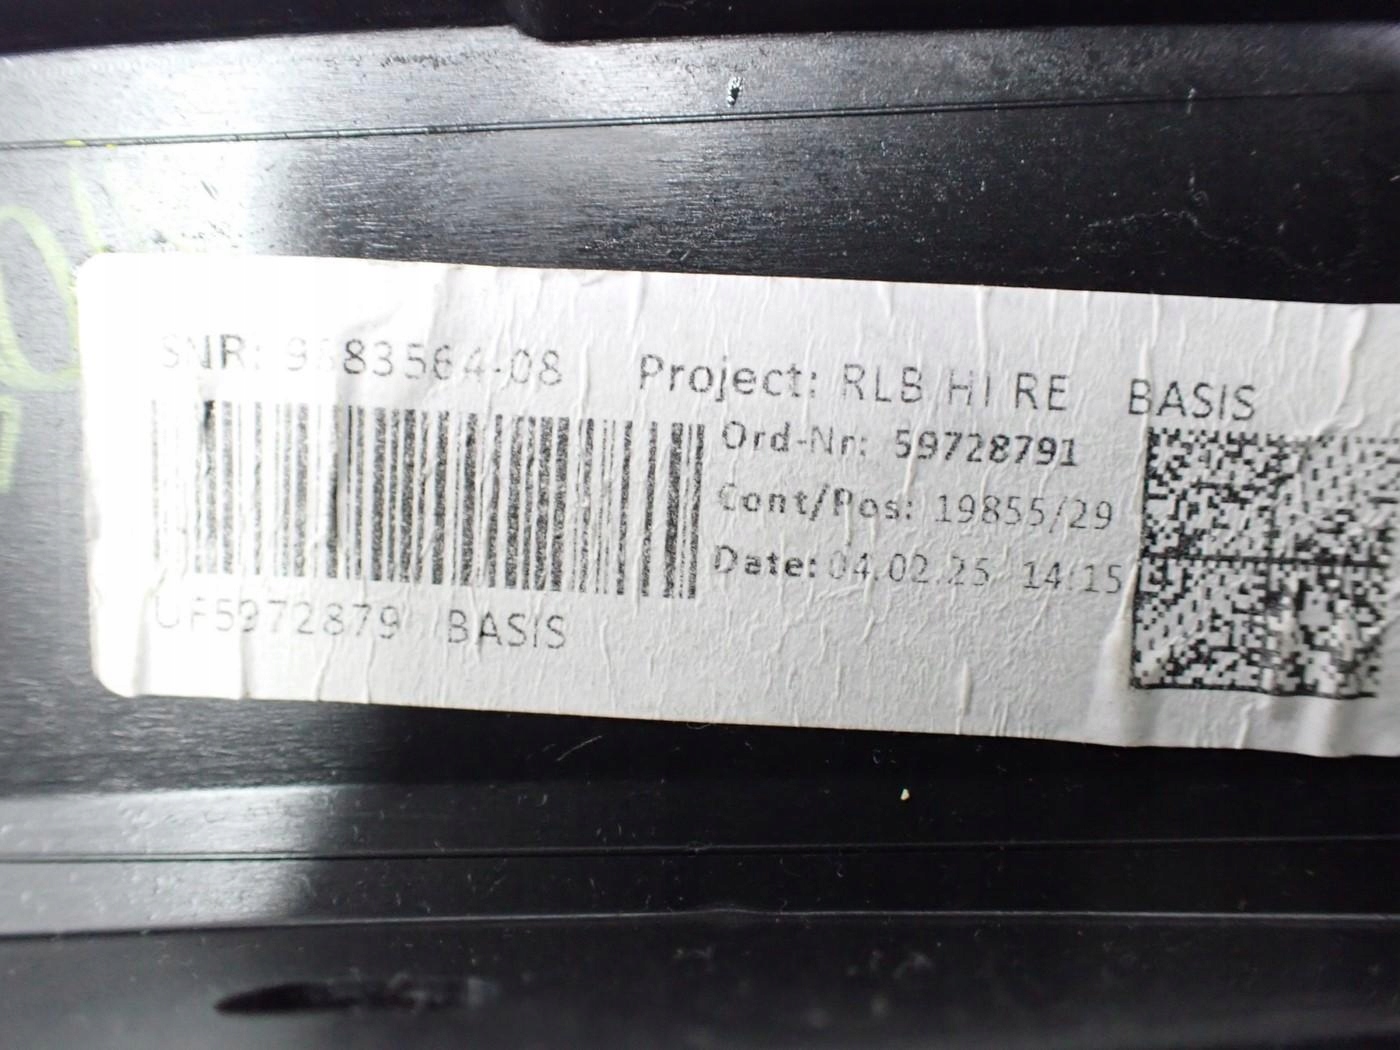 SNR: 9883564-08 Project: RLB HI RE BASIS
Ord-Nr: 59728791
Cont/Pos: 19855/29
Date: 04.02.25 14:15
UF5972879 BASIS